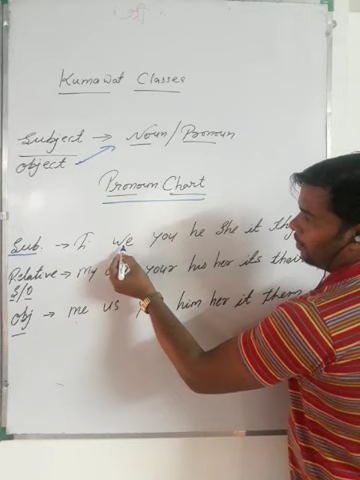 श्री
Kumawat Classes
Subject → Noun/Pronoun
object
Pronoun Chart
Sub. → I we you he she it they
Relative → my your his her its their
S/O
Obj → me us him her it them